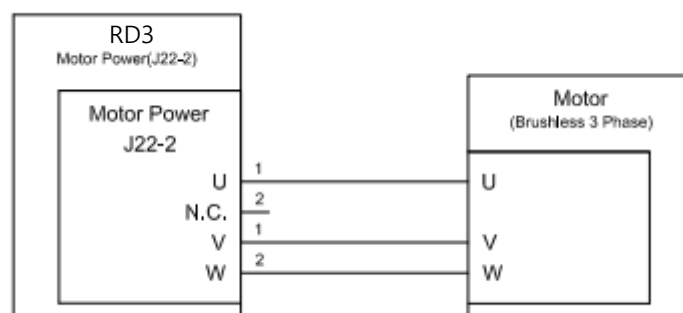 RD3
Motor Power(J22-2)
Motor Power
J22-2
U 1
N.C. 2
V 1
W 2
Motor
(Brushless 3 Phase)
U
V
W